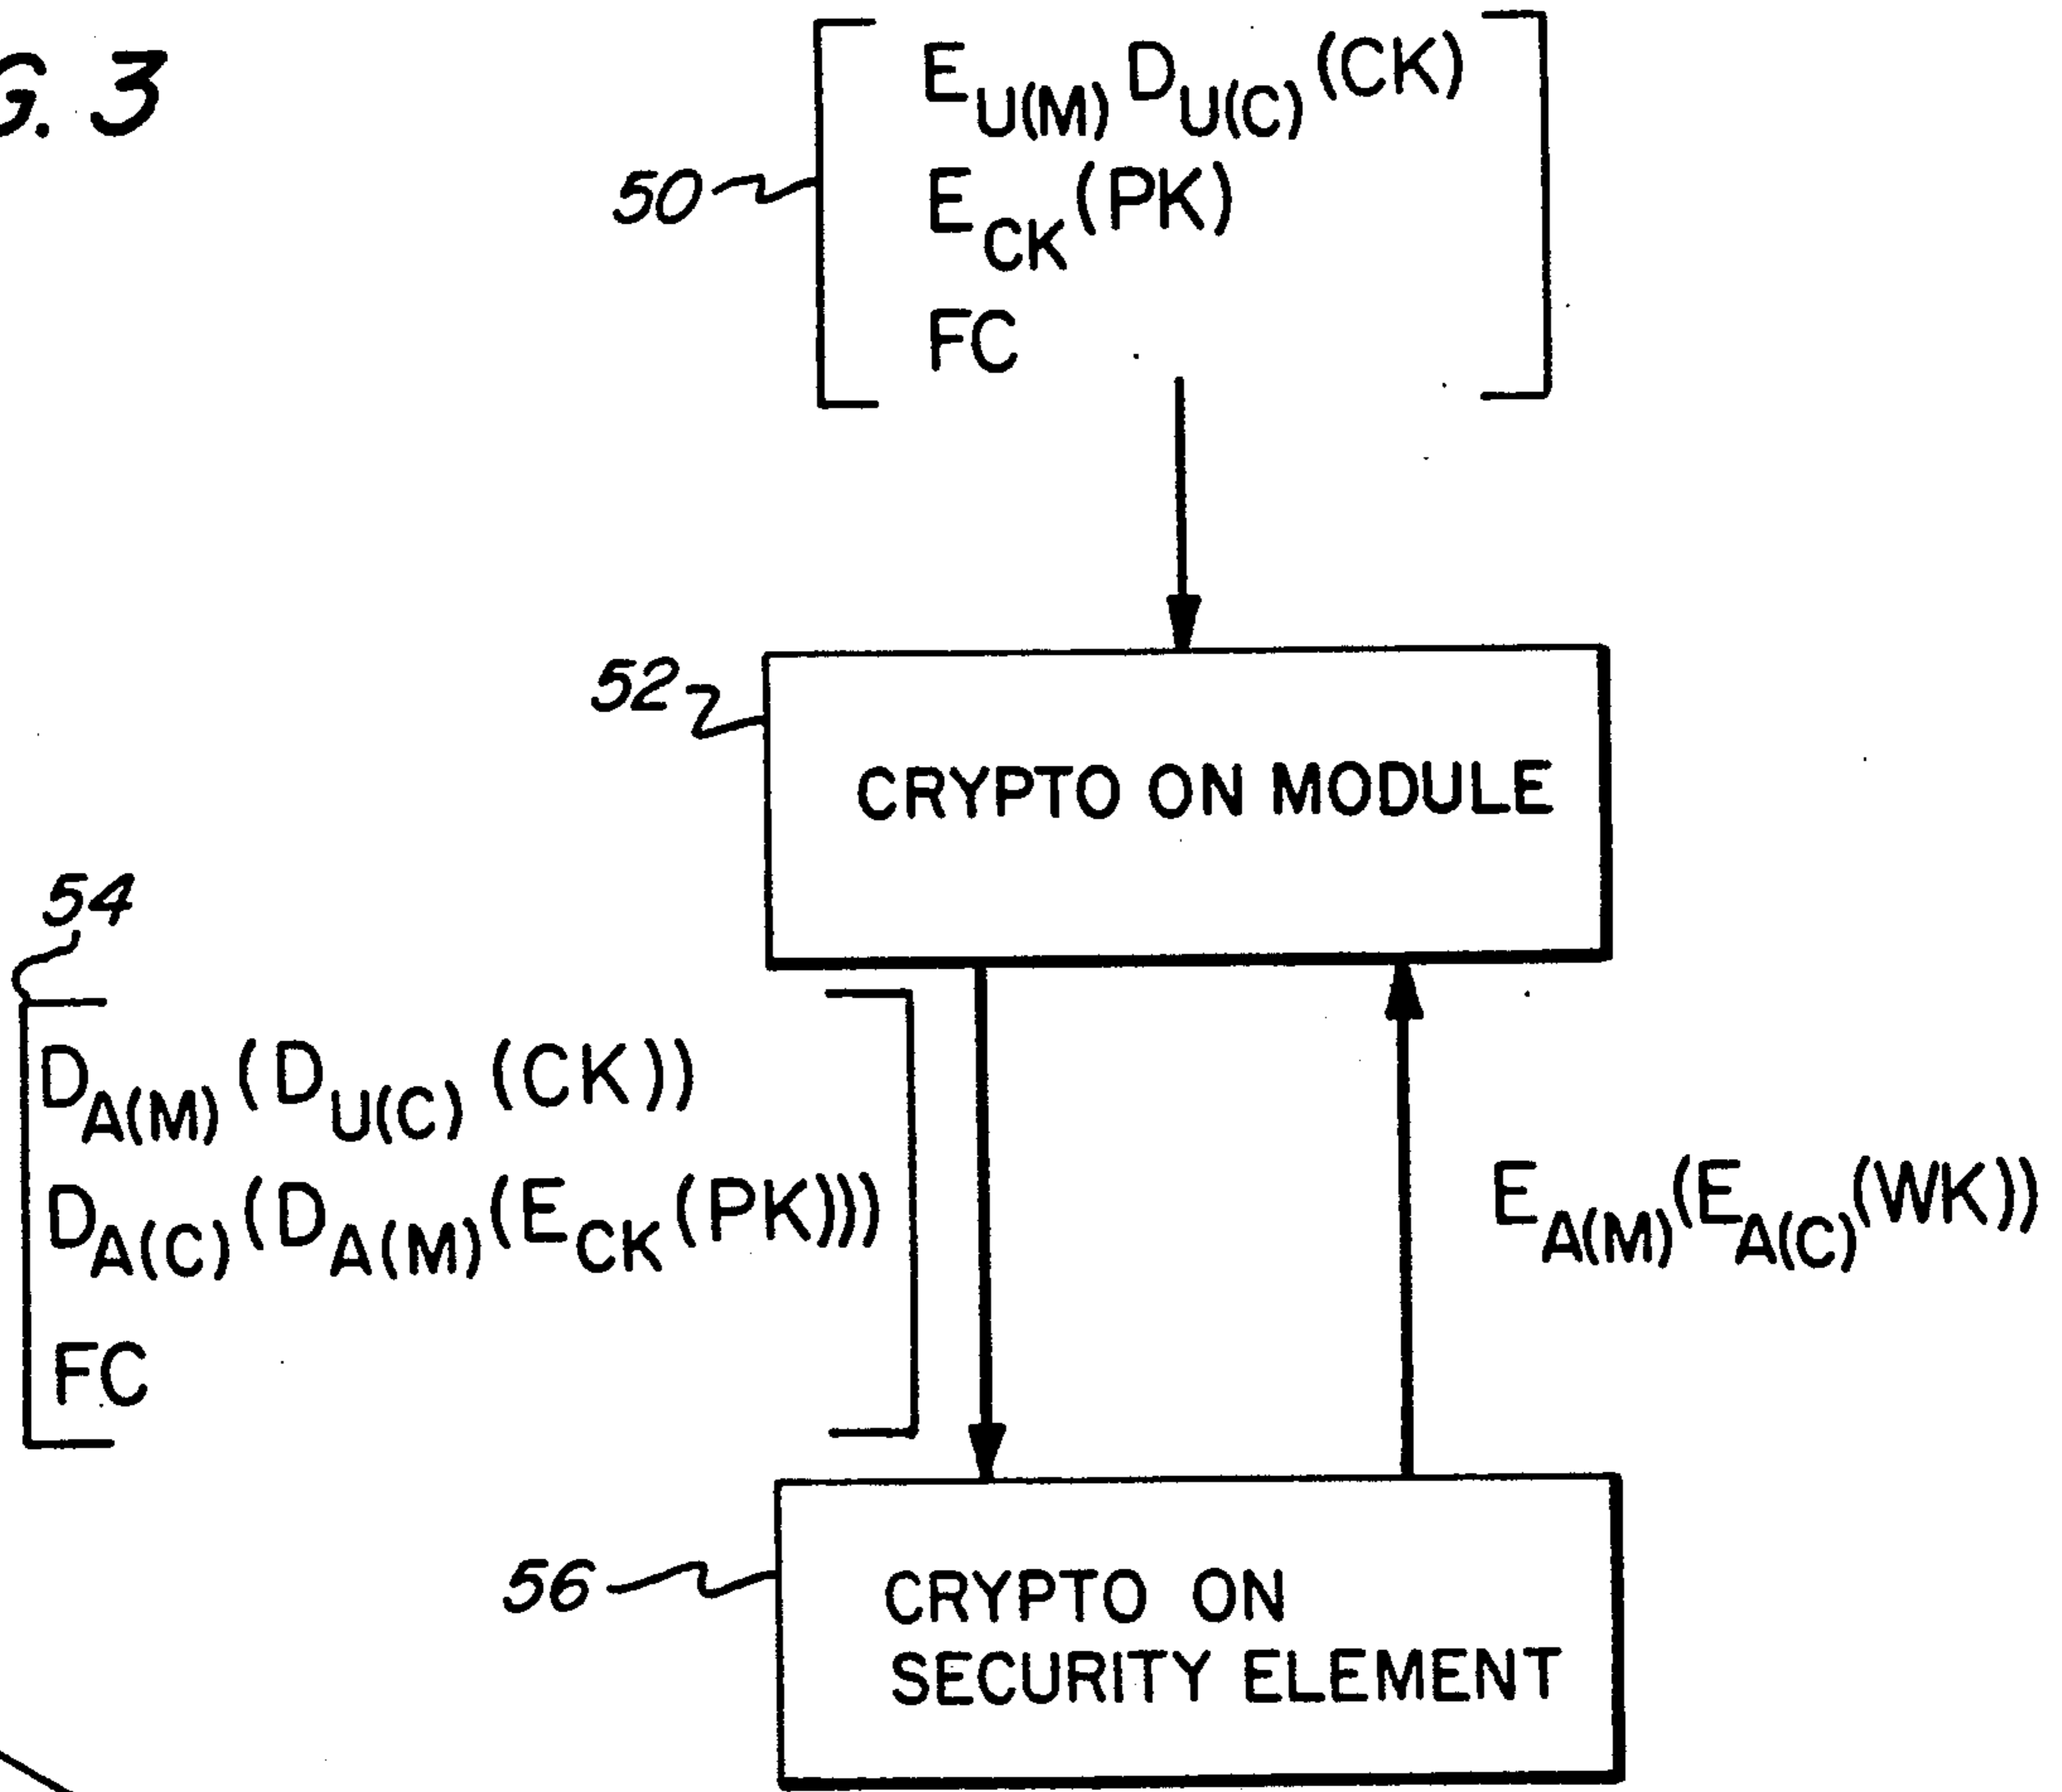 G. 3
E_U(M) D_U(C) (CK)
50
E_CK (PK)
FC
52
CRYPTO ON MODULE
54
D_A(M) (D_U(C) (CK))
D_A(C) (D_A(M) (E_CK (PK)))
E_A(M) (E_A(C) (WK))
FC
56
CRYPTO ON
SECURITY ELEMENT